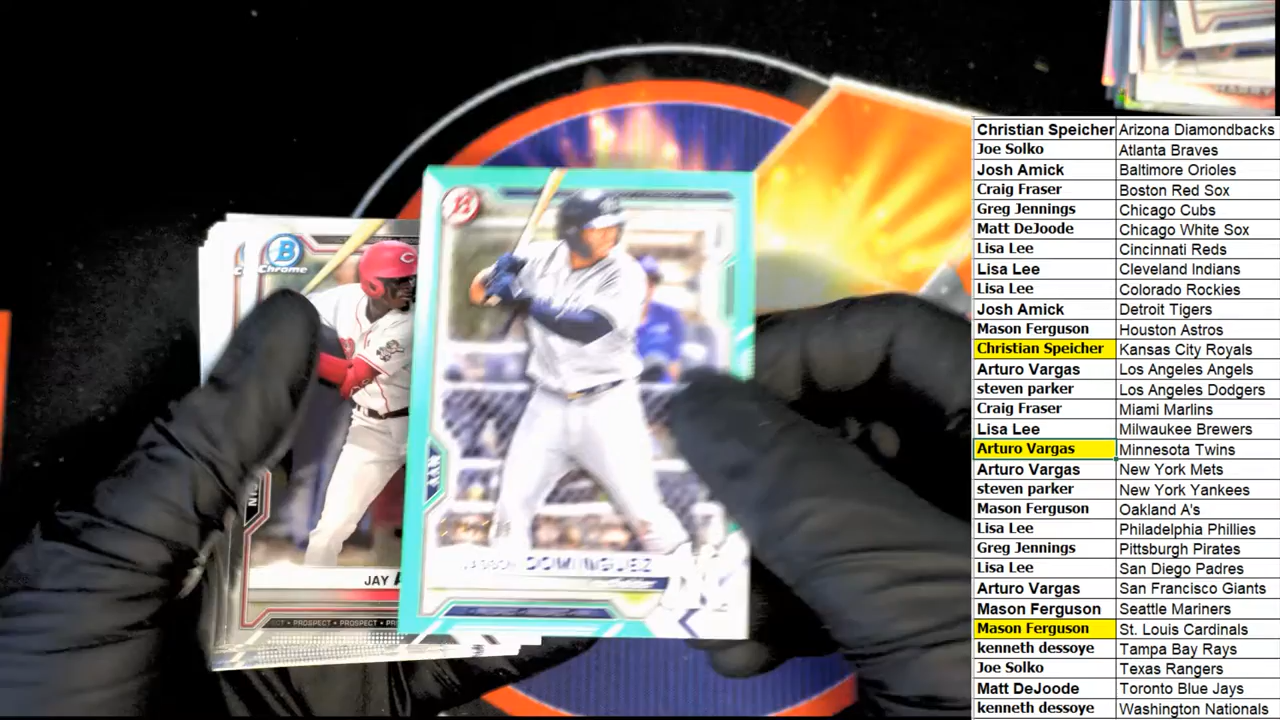 B
Chrome
JAY
PROSPECT • PROSPECT • PR
B
NYY
DOMINGUEZ
Christian Speicher Arizona Diamondbacks
Joe Solko Atlanta Braves
Josh Amick Baltimore Orioles
Craig Fraser Boston Red Sox
Greg Jennings Chicago Cubs
Matt DeJoode Chicago White Sox
Lisa Lee Cincinnati Reds
Lisa Lee Cleveland Indians
Lisa Lee Colorado Rockies
Josh Amick Detroit Tigers
Mason Ferguson Houston Astros
Christian Speicher Kansas City Royals
Arturo Vargas Los Angeles Angels
steven parker Los Angeles Dodgers
Craig Fraser Miami Marlins
Lisa Lee Milwaukee Brewers
Arturo Vargas Minnesota Twins
Arturo Vargas New York Mets
steven parker New York Yankees
Mason Ferguson Oakland A's
Lisa Lee Philadelphia Phillies
Greg Jennings Pittsburgh Pirates
Lisa Lee San Diego Padres
Arturo Vargas San Francisco Giants
Mason Ferguson Seattle Mariners
Mason Ferguson St. Louis Cardinals
kenneth dessoye Tampa Bay Rays
Joe Solko Texas Rangers
Matt DeJoode Toronto Blue Jays
kenneth dessoye Washington Nationals